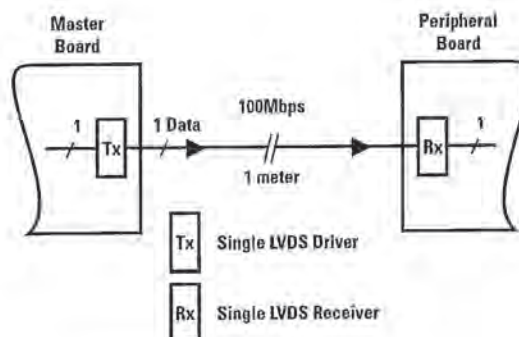 Master
Board
Peripheral
Board
1
Tx
1 Data
100Mbps
1 meter
Rx
1
Tx
Single LVDS Driver
Rx
Single LVDS Receiver